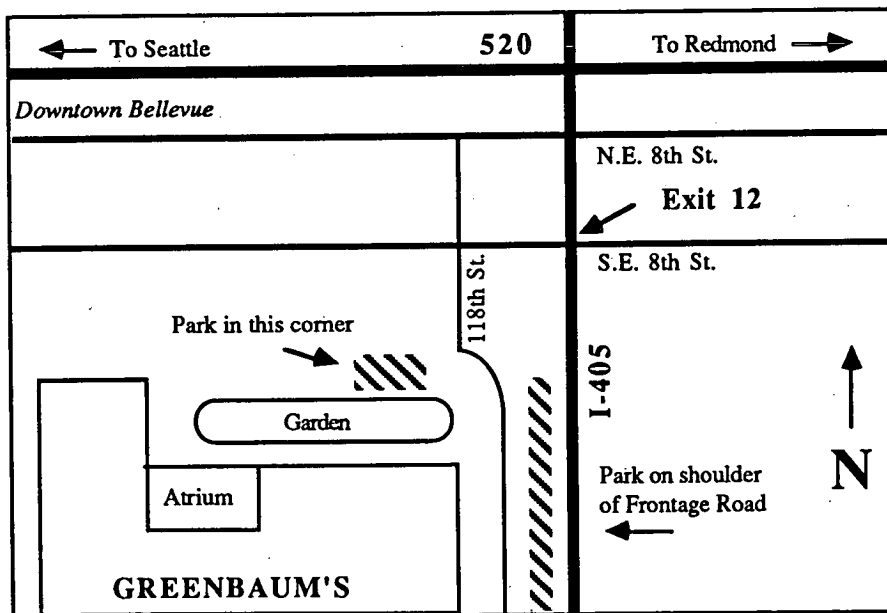 To Seattle
520
To Redmond
Downtown Bellevue
N.E. 8th St.
Exit 12
S.E. 8th St.
118th St.
Park in this corner
I-405
Garden
N
Park on shoulder
of Frontage Road
Atrium
GREENBAUM'S